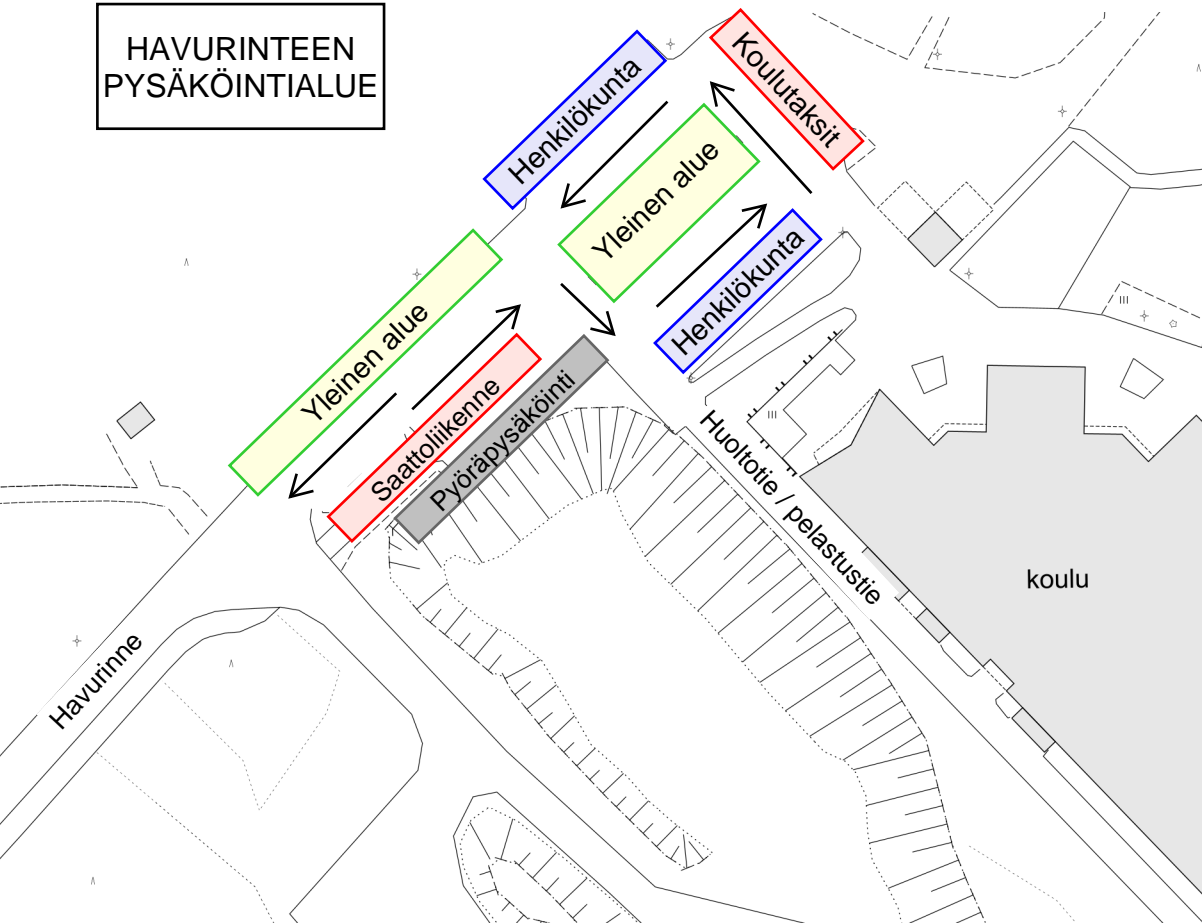 HAVURINTEEN
PYSÄKÖINTIALUE
Henkilökunta
Koulutaksit
Yleinen alue
Henkilökunta
Yleinen alue
Saattoliikenne
Pyöräpysäköinti
Huoltotie / pelastustie
koulu
Havurinne